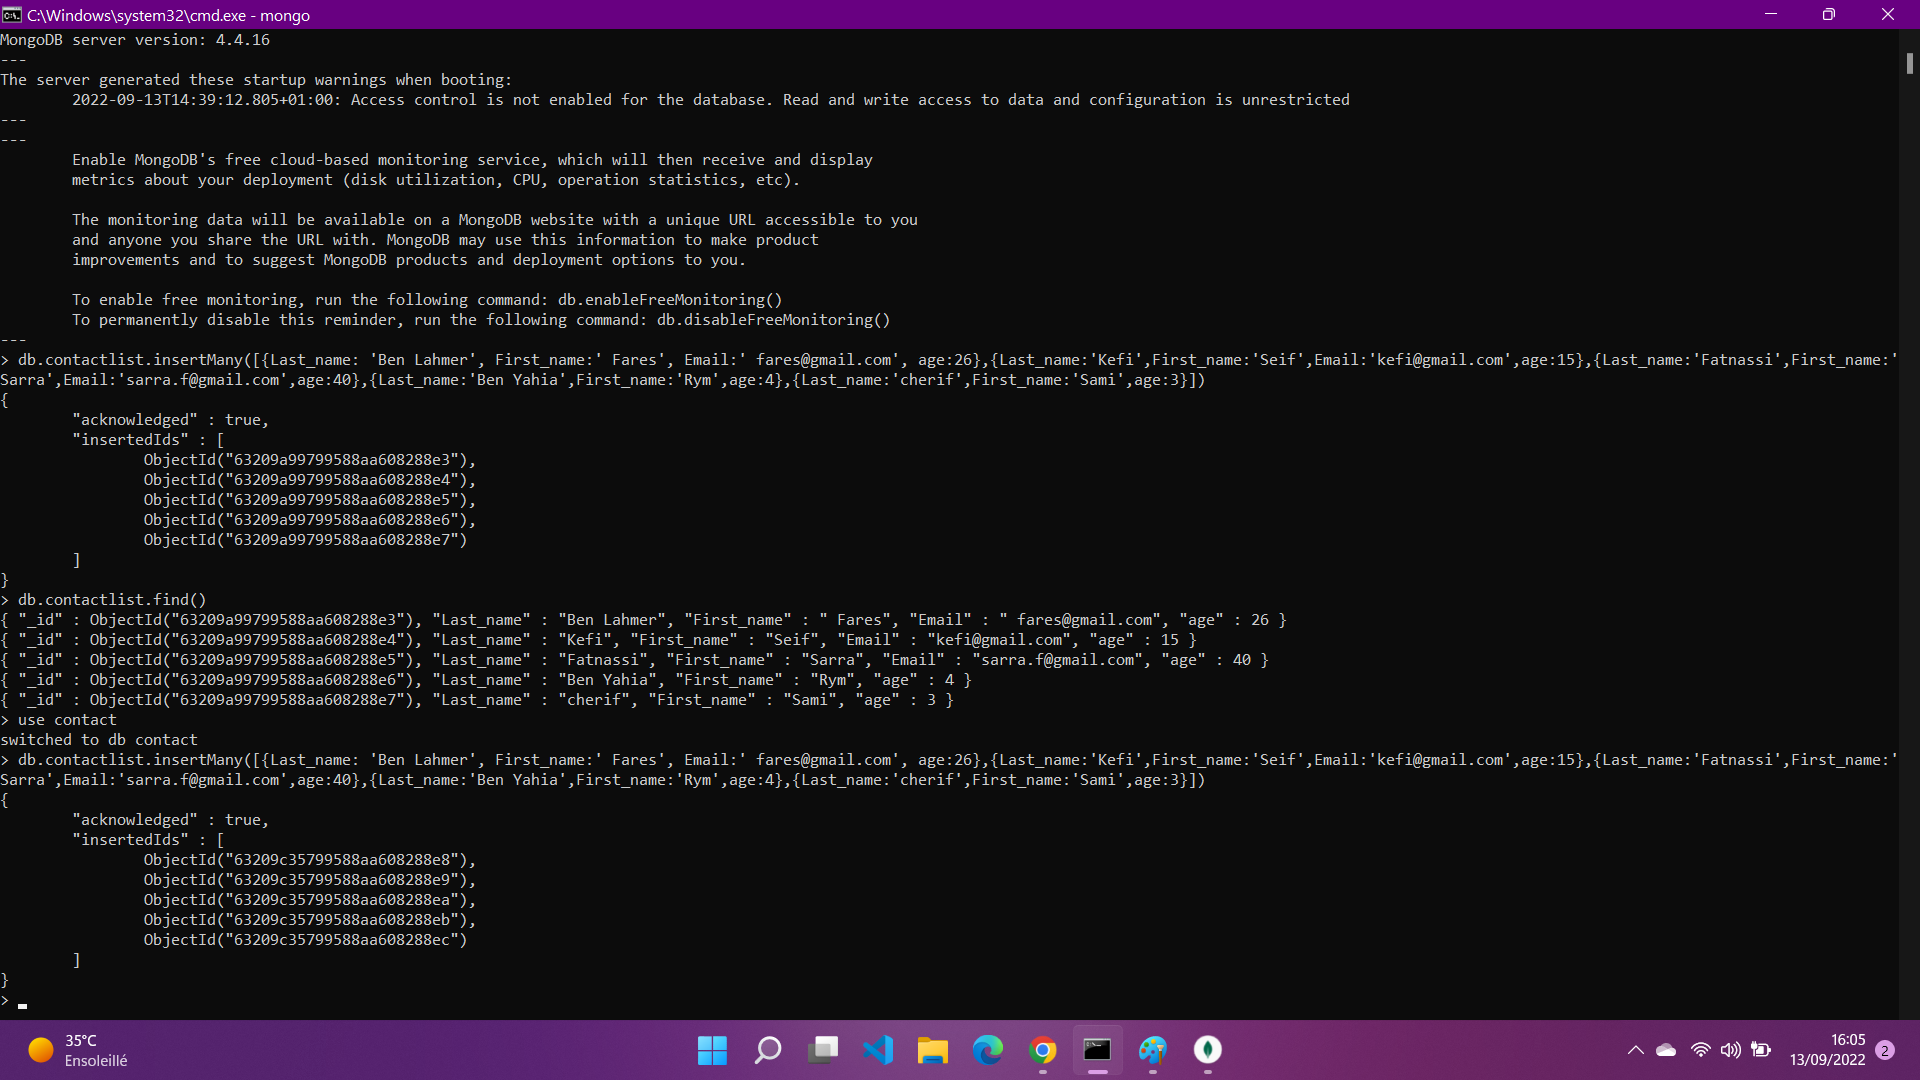 C:\Windows\system32\cmd.exe - mongo
MongoDB server version: 4.4.16
---
The server generated these startup warnings when booting:
        2022-09-13T14:39:12.805+01:00: Access control is not enabled for the database. Read and write access to data and configuration is unrestricted
---
---
        Enable MongoDB's free cloud-based monitoring service, which will then receive and display
        metrics about your deployment (disk utilization, CPU, operation statistics, etc).

        The monitoring data will be available on a MongoDB website with a unique URL accessible to you
        and anyone you share the URL with. MongoDB may use this information to make product
        improvements and to suggest MongoDB products and deployment options to you.

        To enable free monitoring, run the following command: db.enableFreeMonitoring()
        To permanently disable this reminder, run the following command: db.disableFreeMonitoring()
---
> db.contactlist.insertMany([{Last_name: 'Ben Lahmer', First_name:' Fares', Email:' fares@gmail.com', age:26},{Last_name:'Kefi',First_name:'Seif',Email:'kefi@gmail.com',age:15},{Last_name:'Fatnassi',First_name:'
Sarra',Email:'sarra.f@gmail.com',age:40},{Last_name:'Ben Yahia',First_name:'Rym',age:4},{Last_name:'cherif',First_name:'Sami',age:3}])
{
        "acknowledged" : true,
        "insertedIds" : [
                ObjectId("63209a99799588aa608288e3"),
                ObjectId("63209a99799588aa608288e4"),
                ObjectId("63209a99799588aa608288e5"),
                ObjectId("63209a99799588aa608288e6"),
                ObjectId("63209a99799588aa608288e7")
        ]
}
> db.contactlist.find()
{ "_id" : ObjectId("63209a99799588aa608288e3"), "Last_name" : "Ben Lahmer", "First_name" : " Fares", "Email" : " fares@gmail.com", "age" : 26 }
{ "_id" : ObjectId("63209a99799588aa608288e4"), "Last_name" : "Kefi", "First_name" : "Seif", "Email" : "kefi@gmail.com", "age" : 15 }
{ "_id" : ObjectId("63209a99799588aa608288e5"), "Last_name" : "Fatnassi", "First_name" : "Sarra", "Email" : "sarra.f@gmail.com", "age" : 40 }
{ "_id" : ObjectId("63209a99799588aa608288e6"), "Last_name" : "Ben Yahia", "First_name" : "Rym", "age" : 4 }
{ "_id" : ObjectId("63209a99799588aa608288e7"), "Last_name" : "cherif", "First_name" : "Sami", "age" : 3 }
> use contact
switched to db contact
> db.contactlist.insertMany([{Last_name: 'Ben Lahmer', First_name:' Fares', Email:' fares@gmail.com', age:26},{Last_name:'Kefi',First_name:'Seif',Email:'kefi@gmail.com',age:15},{Last_name:'Fatnassi',First_name:'
Sarra',Email:'sarra.f@gmail.com',age:40},{Last_name:'Ben Yahia',First_name:'Rym',age:4},{Last_name:'cherif',First_name:'Sami',age:3}])
{
        "acknowledged" : true,
        "insertedIds" : [
                ObjectId("63209c35799588aa608288e8"),
                ObjectId("63209c35799588aa608288e9"),
                ObjectId("63209c35799588aa608288ea"),
                ObjectId("63209c35799588aa608288eb"),
                ObjectId("63209c35799588aa608288ec")
        ]
}
>
35°C
Ensoleillé
16:05
13/09/2022
2